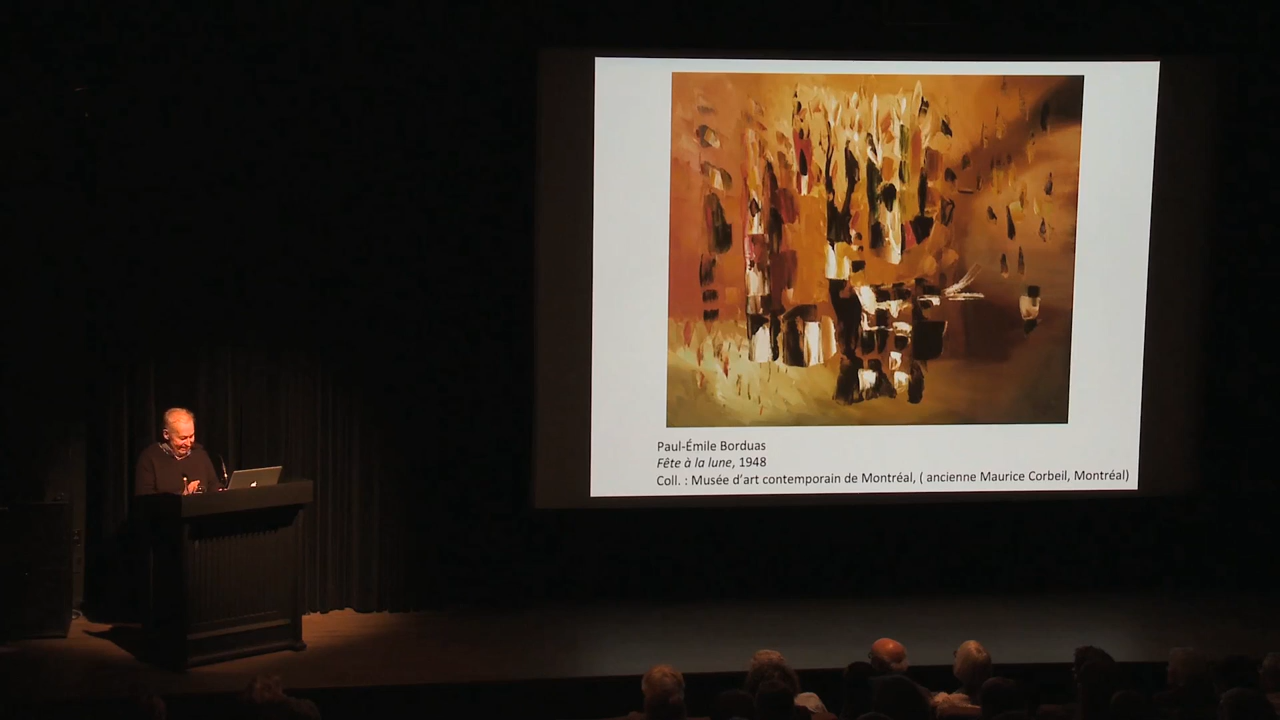 Paul-Émile Borduas
Fête à la lune, 1948
Coll. : Musée d'art contemporain de Montréal, ( ancienne Maurice Corbeil, Montréal)